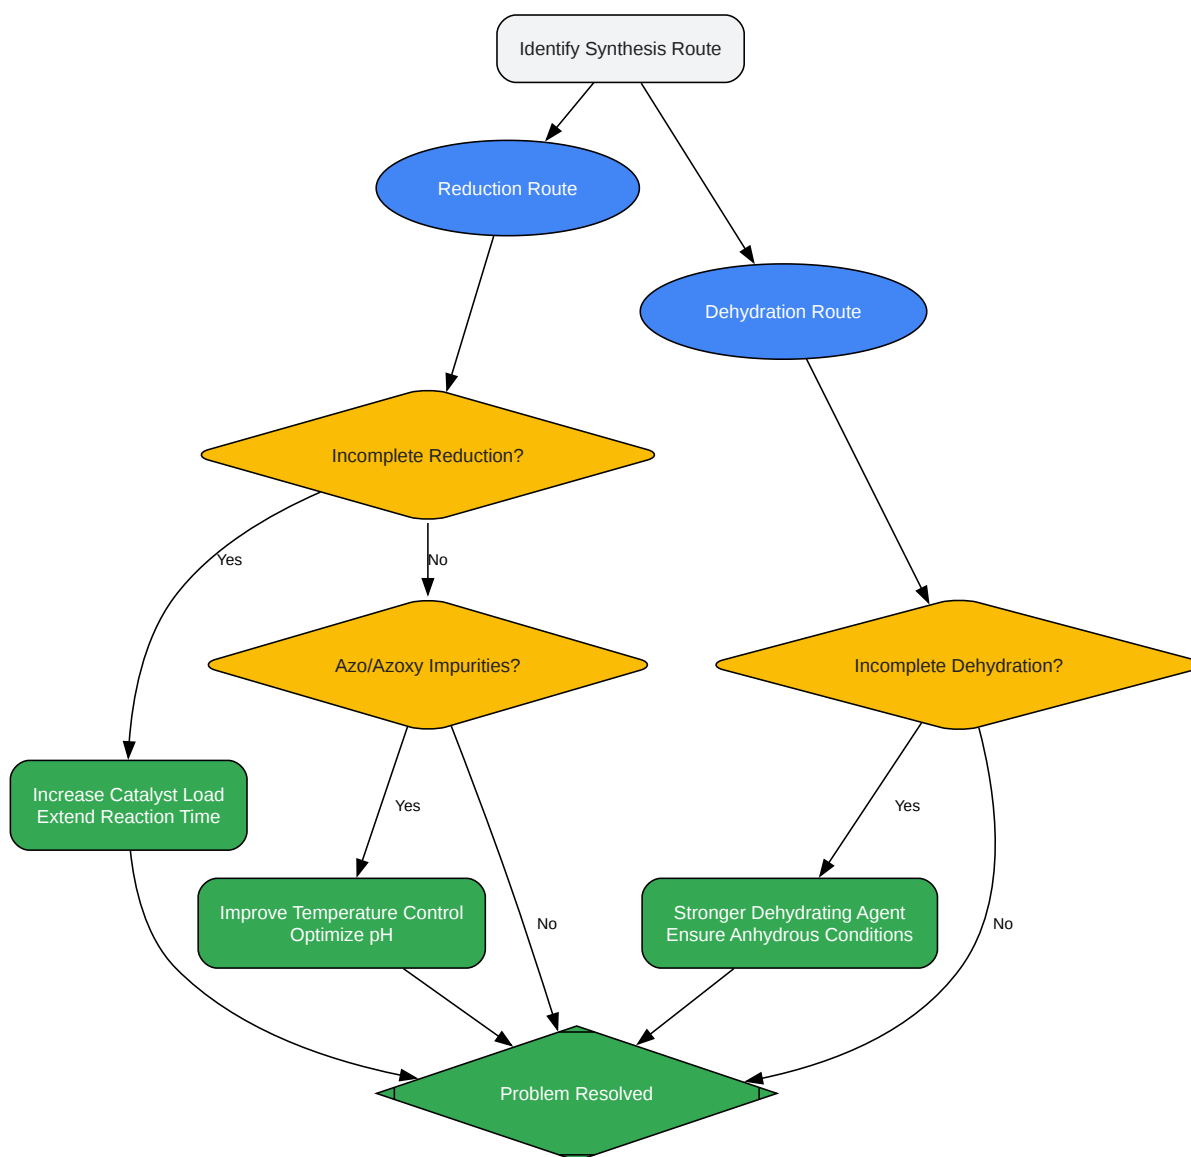 Identify Synthesis Route
Reduction Route
Dehydration Route
Incomplete Reduction?
Yes
No
Azo/Azoxy Impurities?
Incomplete Dehydration?
Increase Catalyst Load
Extend Reaction Time
Yes
Yes
Improve Temperature Control
Optimize pH
No
Stronger Dehydrating Agent
Ensure Anhydrous Conditions
No
Problem Resolved